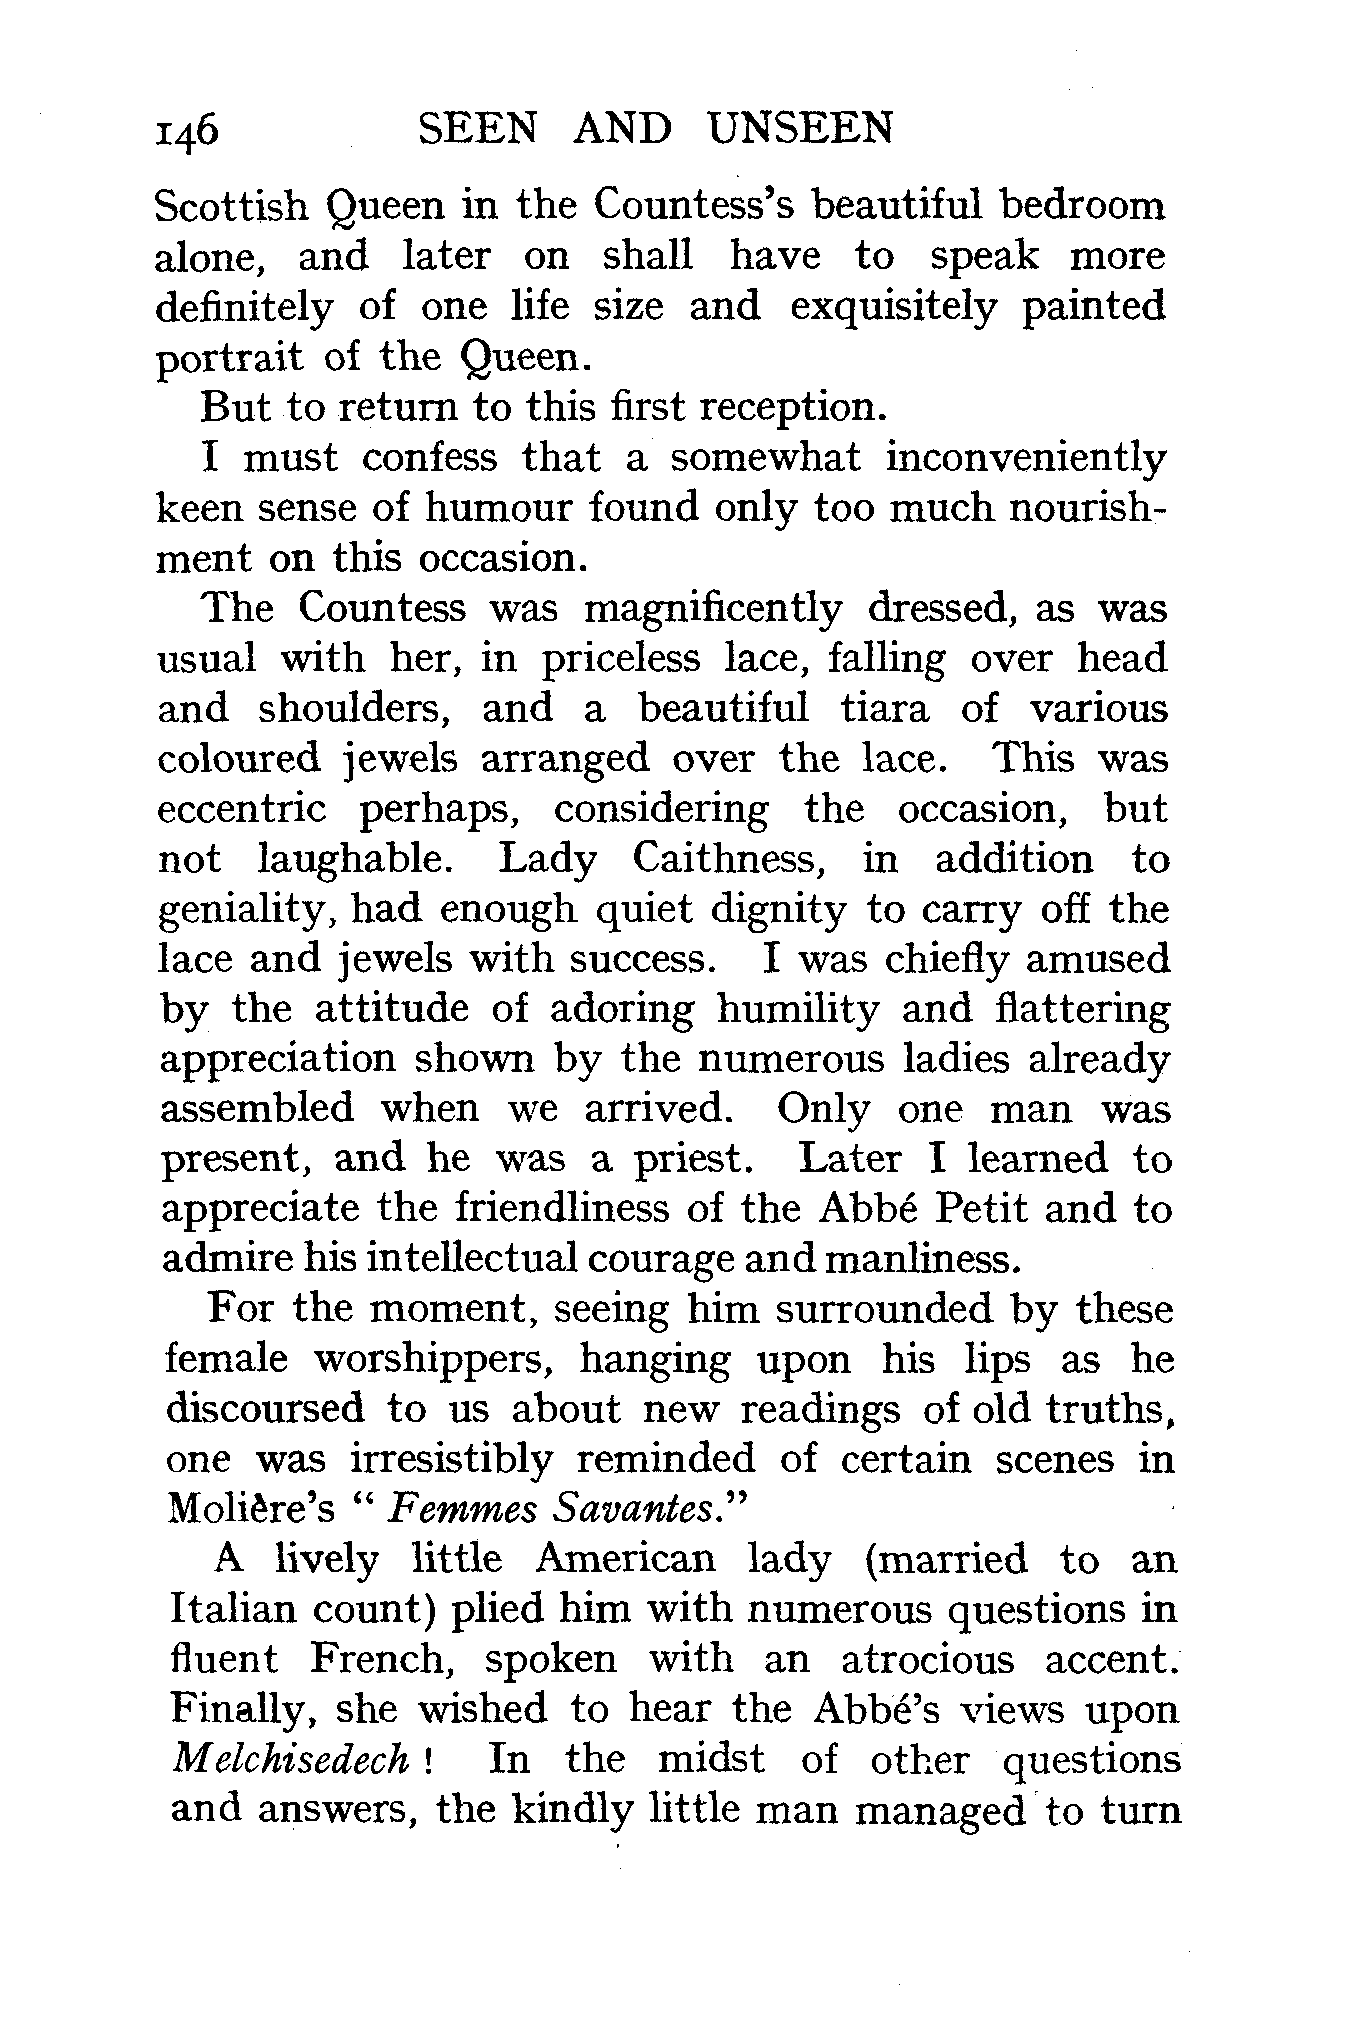 146 SEEN AND UNSEEN
Scottish Queen in the Countess's beautiful bedroom
alone, and later on shall have to speak more
definitely of one life size and exquisitely painted
portrait of the Queen.
But to return to this first reception.
I must confess that a somewhat inconveniently
keen sense of humour found only too much nourish-
ment on this occasion.
The Countess was magnificently dressed, as was
usual with her, in priceless lace, falling over head
and shoulders, and a beautiful tiara of various
coloured jewels arranged over the lace. This was
eccentric perhaps, considering the occasion, but
not laughable. Lady Caithness, in addition to
geniality, had enough quiet dignity to carry off the
lace and jewels with success. I was chiefly amused
by the attitude of adoring humility and flattering
appreciation shown by the numerous ladies already
assembled when we arrived. Only one man was
present, and he was a priest. Later I learned to
appreciate the friendliness of the Abbé Petit and to
admire his intellectual courage and manliness.
For the moment, seeing him surrounded by these
female worshippers, hanging upon his lips as he
discoursed to us about new readings of old truths,
one was irresistibly reminded of certain scenes in
Molière's " Femmes Savantes."
A lively little American lady (married to an
Italian count) plied him with numerous questions in
fluent French, spoken with an atrocious accent.
Finally, she wished to hear the Abbé's views upon
Melchisedech ! In the midst of other questions
and answers, the kindly little man managed to turn